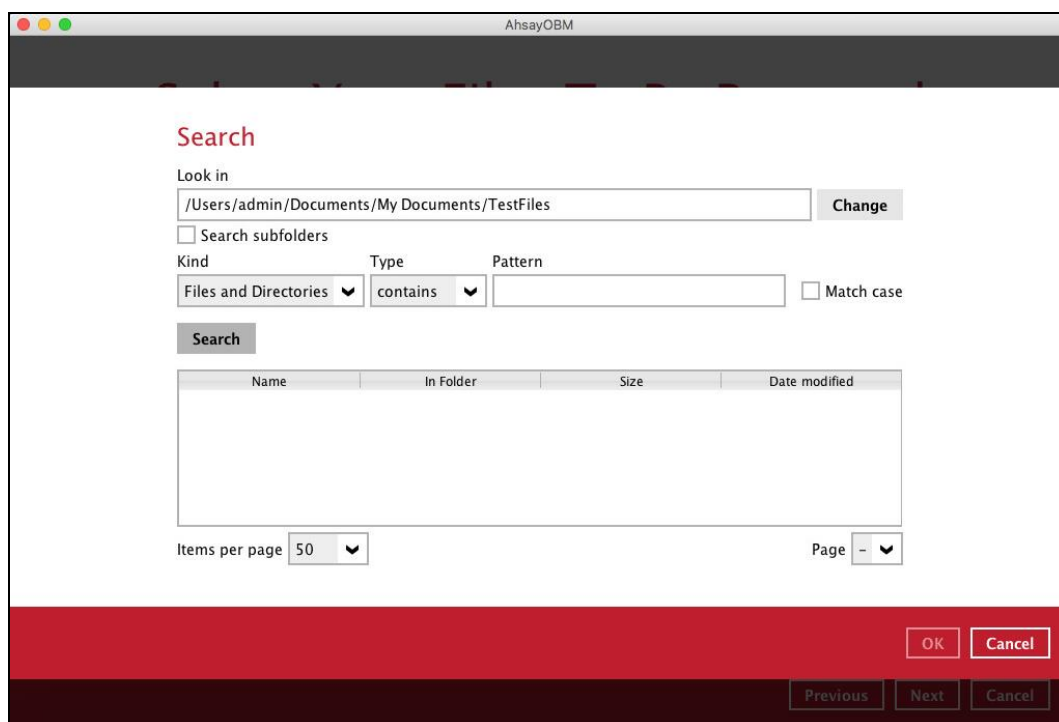 AhsayOBM
Search
Look in
/Users/admin/Documents/My Documents/TestFiles
Change
Search subfolders
Kind Type Pattern
Files and Directories contains Match case
Search
Name In Folder Size Date modified
Items per page 50 Page -
OK Cancel
Previous Next Cancel